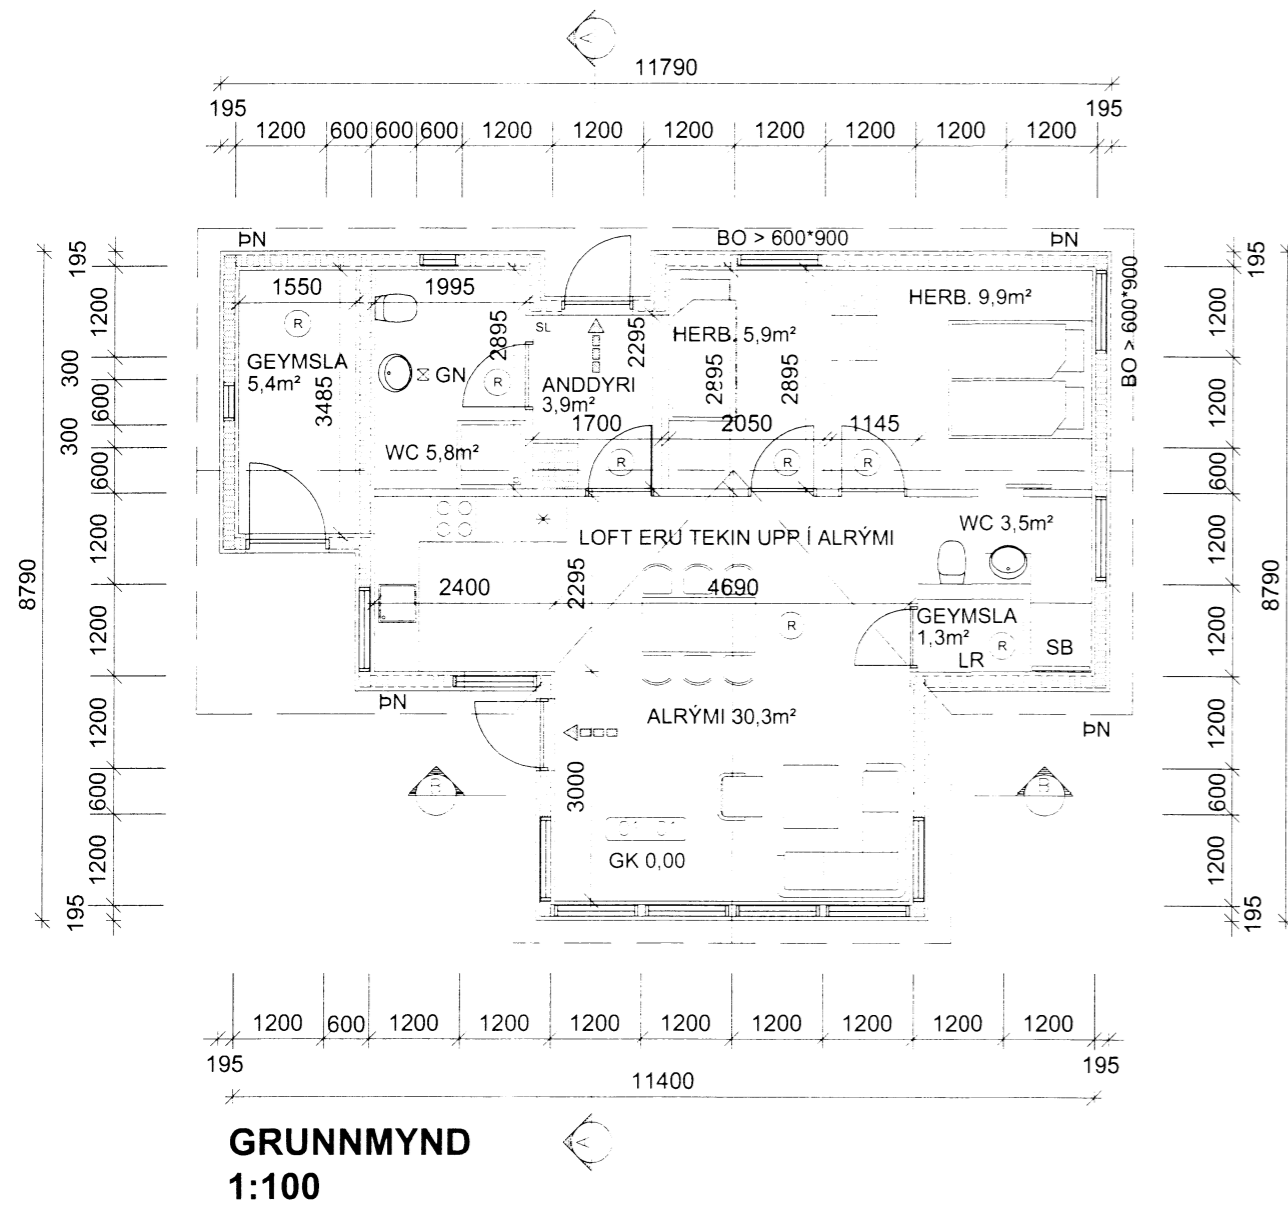 A
11790
195 195
1200 600 600 600 1200 1200 1200 1200 1200 1200 1200
ÞN BO > 600*900 ÞN
195 195
1550 1995 HERB. 9,9m²
BO > 600*900
1200 R SL HERB. 5,9m² 1200
2895 2295
GEYMSLA GN R ANDDYRI
5,4m² 3,9m²
300 3485 2895 2895
600 1700 2050 1145 1200
300 WC 5,8m² R R R
600 600
WC 3,5m²
1200 LOFT ERU TEKIN UPP Í ALRÝMI 1200
8790 8790
2400 2295 4690
GEYMSLA
1200 R 1,3m² R 1200
LR SB
ÞN
ALRÝMI 30,3m²
1200 ÞN 1200
B 3000 B
600 600
1200 GK 0,00 1200
195 195
1200 600 1200 1200 1200 1200 1200 1200 1200 1200
195 195
11400
GRUNNMYND
A
1:100